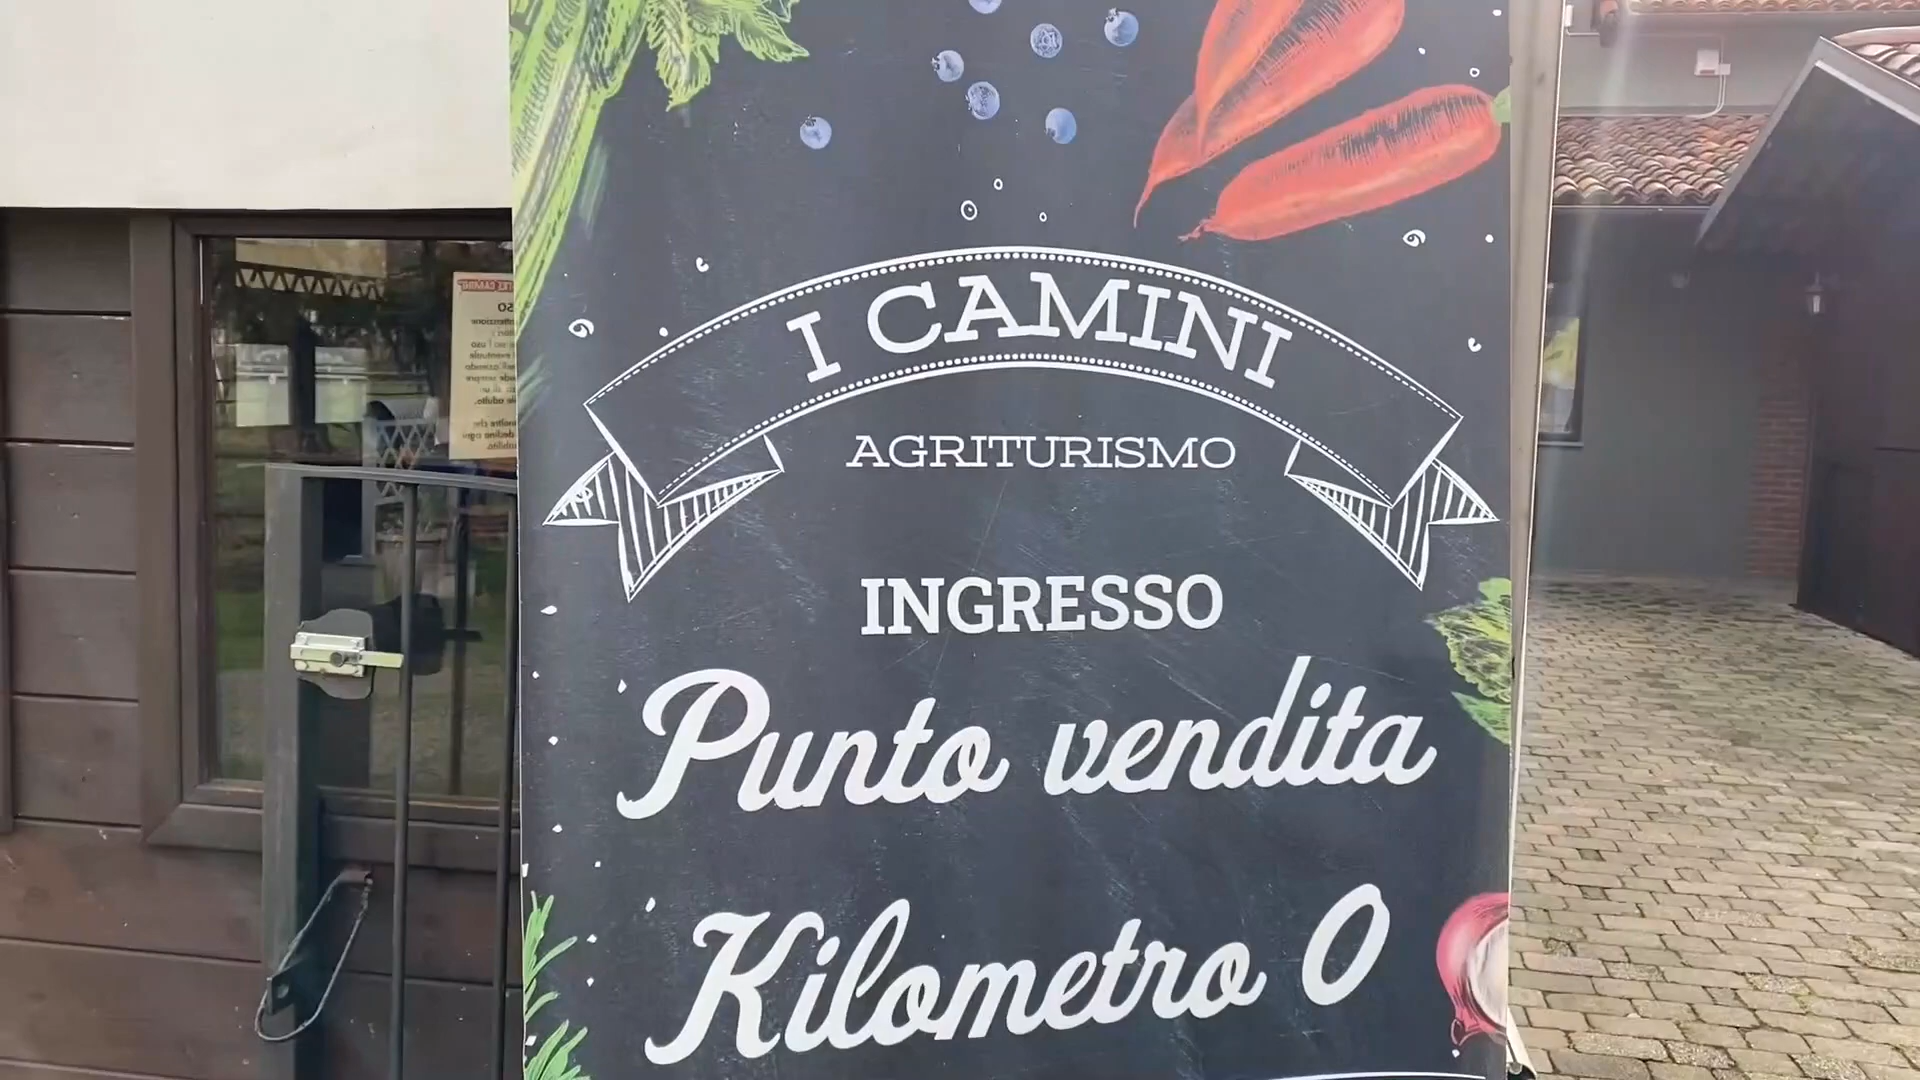 I CAMINI
AGRITURISMO
INGRESSO
Punto vendita
Kilometro 0